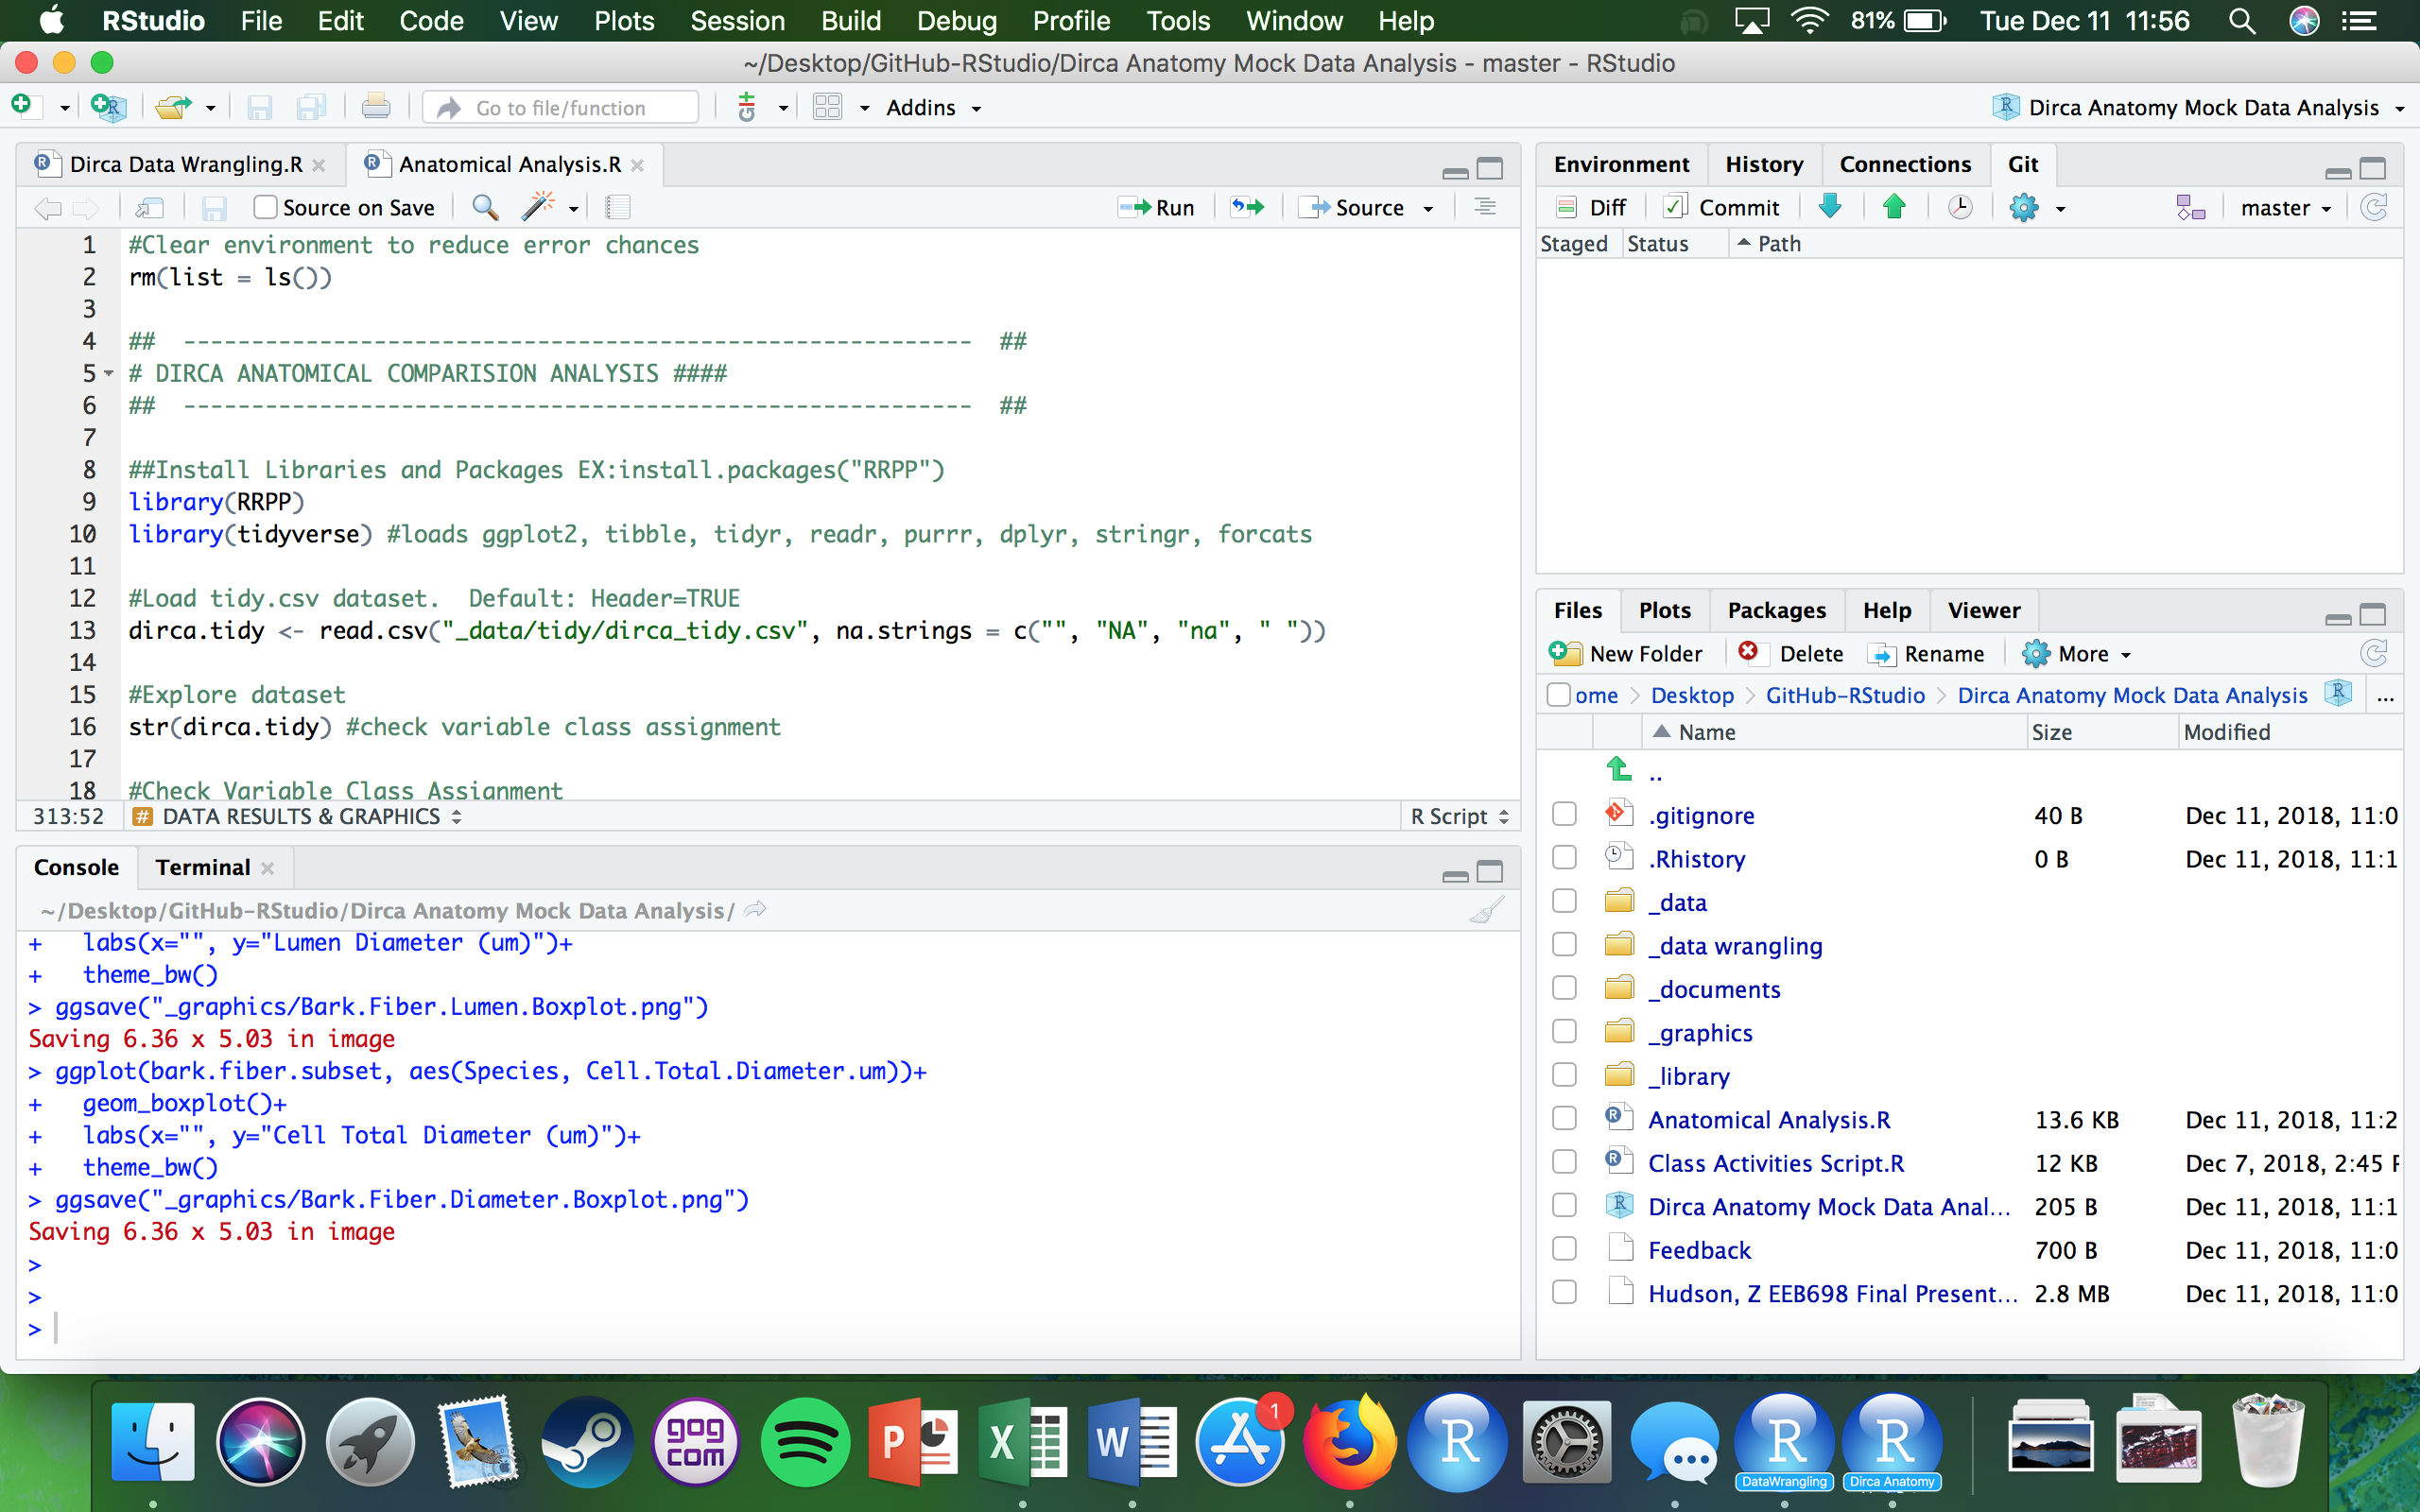 RStudio File Edit Code View Plots Session Build Debug Profile Tools Window Help 81% Tue Dec 11 11:56
~/Desktop/GitHub-RStudio/Dirca Anatomy Mock Data Analysis - master - RStudio
Go to file/function Addins Dirca Anatomy Mock Data Analysis
Dirca Data Wrangling.R Anatomical Analysis.R
Source on Save Run Source
1 #Clear environment to reduce error chances
2 rm(list = ls())
3
4 ## ---------------------------------------------------------- ##
5 # DIRCA ANATOMICAL COMPARISION ANALYSIS ####
6 ## ---------------------------------------------------------- ##
7
8 ##Install Libraries and Packages EX:install.packages("RRPP")
9 library(RRPP)
10 library(tidyverse) #loads ggplot2, tibble, tidyr, readr, purrr, dplyr, stringr, forcats
11
12 #Load tidy.csv dataset.  Default: Header=TRUE
13 dirca.tidy <- read.csv("_data/tidy/dirca_tidy.csv", na.strings = c("", "NA", "na", " "))
14
15 #Explore dataset
16 str(dirca.tidy) #check variable class assignment
17
18 #Check Variable Class Assignment
313:52 # DATA RESULTS & GRAPHICS R Script
Console Terminal
~/Desktop/GitHub-RStudio/Dirca Anatomy Mock Data Analysis/
+   labs(x="", y="Lumen Diameter (um)")+
+   theme_bw()
> ggsave("_graphics/Bark.Fiber.Lumen.Boxplot.png")
Saving 6.36 x 5.03 in image
> ggplot(bark.fiber.subset, aes(Species, Cell.Total.Diameter.um))+
+   geom_boxplot()+
+   labs(x="", y="Cell Total Diameter (um)")+
+   theme_bw()
> ggsave("_graphics/Bark.Fiber.Diameter.Boxplot.png")
Saving 6.36 x 5.03 in image
>
>
>
Environment History Connections Git
Diff Commit master
Staged Status Path
Files Plots Packages Help Viewer
New Folder Delete Rename More
ome Desktop GitHub-RStudio Dirca Anatomy Mock Data Analysis ...
Name Size Modified
..
.gitignore 40 B Dec 11, 2018, 11:0
.Rhistory 0 B Dec 11, 2018, 11:1
_data
_data wrangling
_documents
_graphics
_library
Anatomical Analysis.R 13.6 KB Dec 11, 2018, 11:2
Class Activities Script.R 12 KB Dec 7, 2018, 2:45 P
Dirca Anatomy Mock Data Anal... 205 B Dec 11, 2018, 11:1
Feedback 700 B Dec 11, 2018, 11:0
Hudson, Z EEB698 Final Present... 2.8 MB Dec 11, 2018, 11:0
gog
com
P X W 1 R R R
DataWrangling Dirca Anatomy